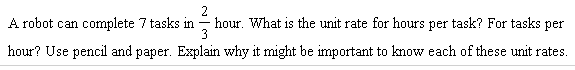 A robot can complete 7 tasks in 2/3 hour. What is the unit rate for hours per task? For tasks per
hour? Use pencil and paper. Explain why it might be important to know each of these unit rates.